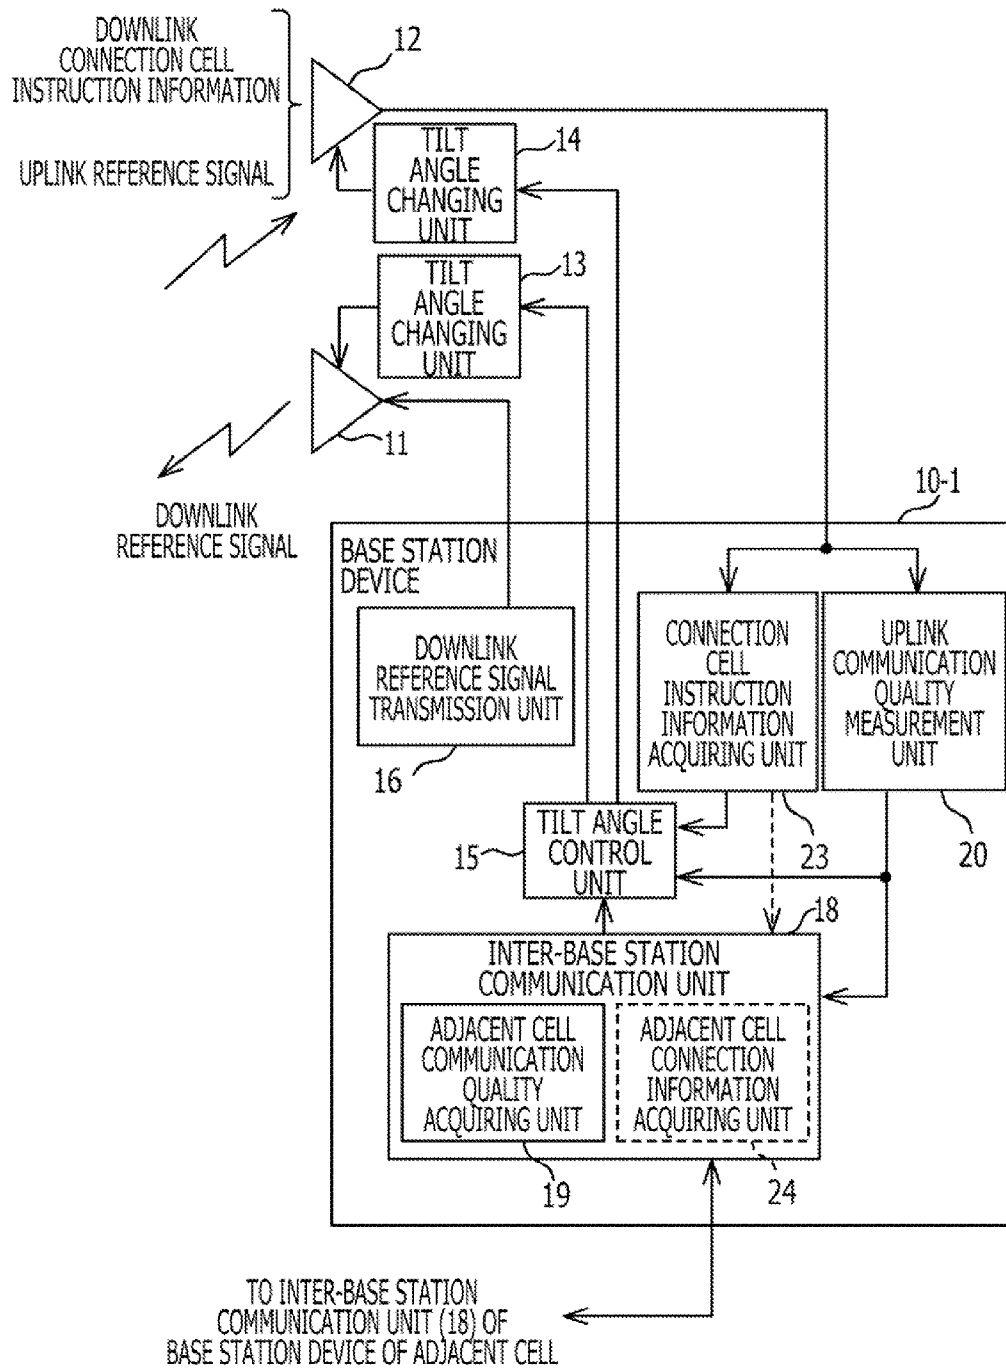 DOWNLINK
CONNECTION CELL
INSTRUCTION INFORMATION
UPLINK REFERENCE SIGNAL
12
TILT
ANGLE
CHANGING
UNIT
14
TILT
ANGLE
CHANGING
UNIT
13
11
DOWNLINK
REFERENCE SIGNAL
10-1
BASE STATION
DEVICE
DOWNLINK
REFERENCE SIGNAL
TRANSMISSION UNIT
16
CONNECTION
CELL
INSTRUCTION
INFORMATION
ACQUIRING UNIT
23
UPLINK
COMMUNICATION
QUALITY
MEASUREMENT
UNIT
20
15
TILT ANGLE
CONTROL
UNIT
18
INTER-BASE STATION
COMMUNICATION UNIT
ADJACENT CELL
COMMUNICATION
QUALITY
ACQUIRING UNIT
19
ADJACENT CELL
CONNECTION
INFORMATION
ACQUIRING UNIT
24
TO INTER-BASE STATION
COMMUNICATION UNIT (18) OF
BASE STATION DEVICE OF ADJACENT CELL